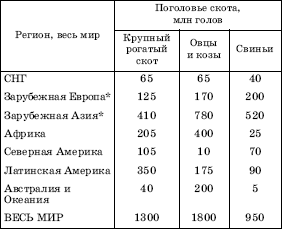 Регион, весь мир
Поголовье скота,
млн голов
Крупный
рогатый
скот
Овцы
и козы
Свиньи
СНГ 65 65 40
Зарубежная Европа* 125 170 200
Зарубежная Азия* 410 780 520
Африка 205 400 25
Северная Америка 105 10 70
Латинская Америка 350 175 90
Австралия и
Океания 40 200 5
ВЕСЬ МИР 1300 1800 950